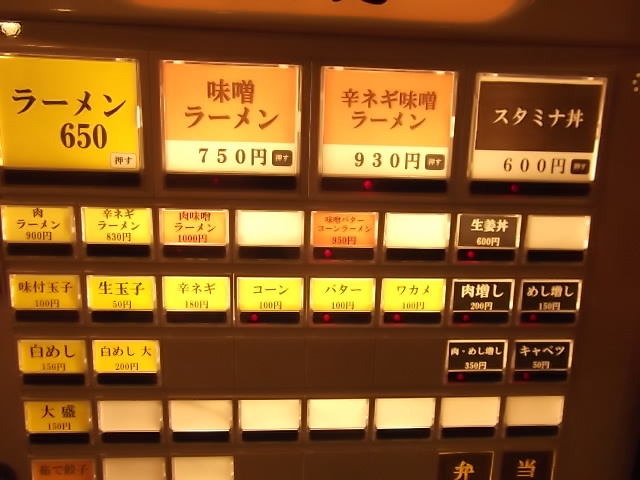 ラーメン
650
押す
味噌
ラーメン
750円 押す
辛ネギ味噌
ラーメン
930円 押す
スタミナ丼
600円 押す
肉
ラーメン
900円
辛ネギ
ラーメン
830円
肉味噌
ラーメン
1000円
味噌バター
コーンラーメン
950円
生姜丼
600円
味付玉子
100円
生玉子
50円
辛ネギ
180円
コーン
100円
バター
100円
ワカメ
100円
肉増し
200円
めし増し
150円
白めし
150円
白めし 大
200円
肉・めし増し
350円
キャベツ
50円
大盛
150円
茹で餃子
弁
当